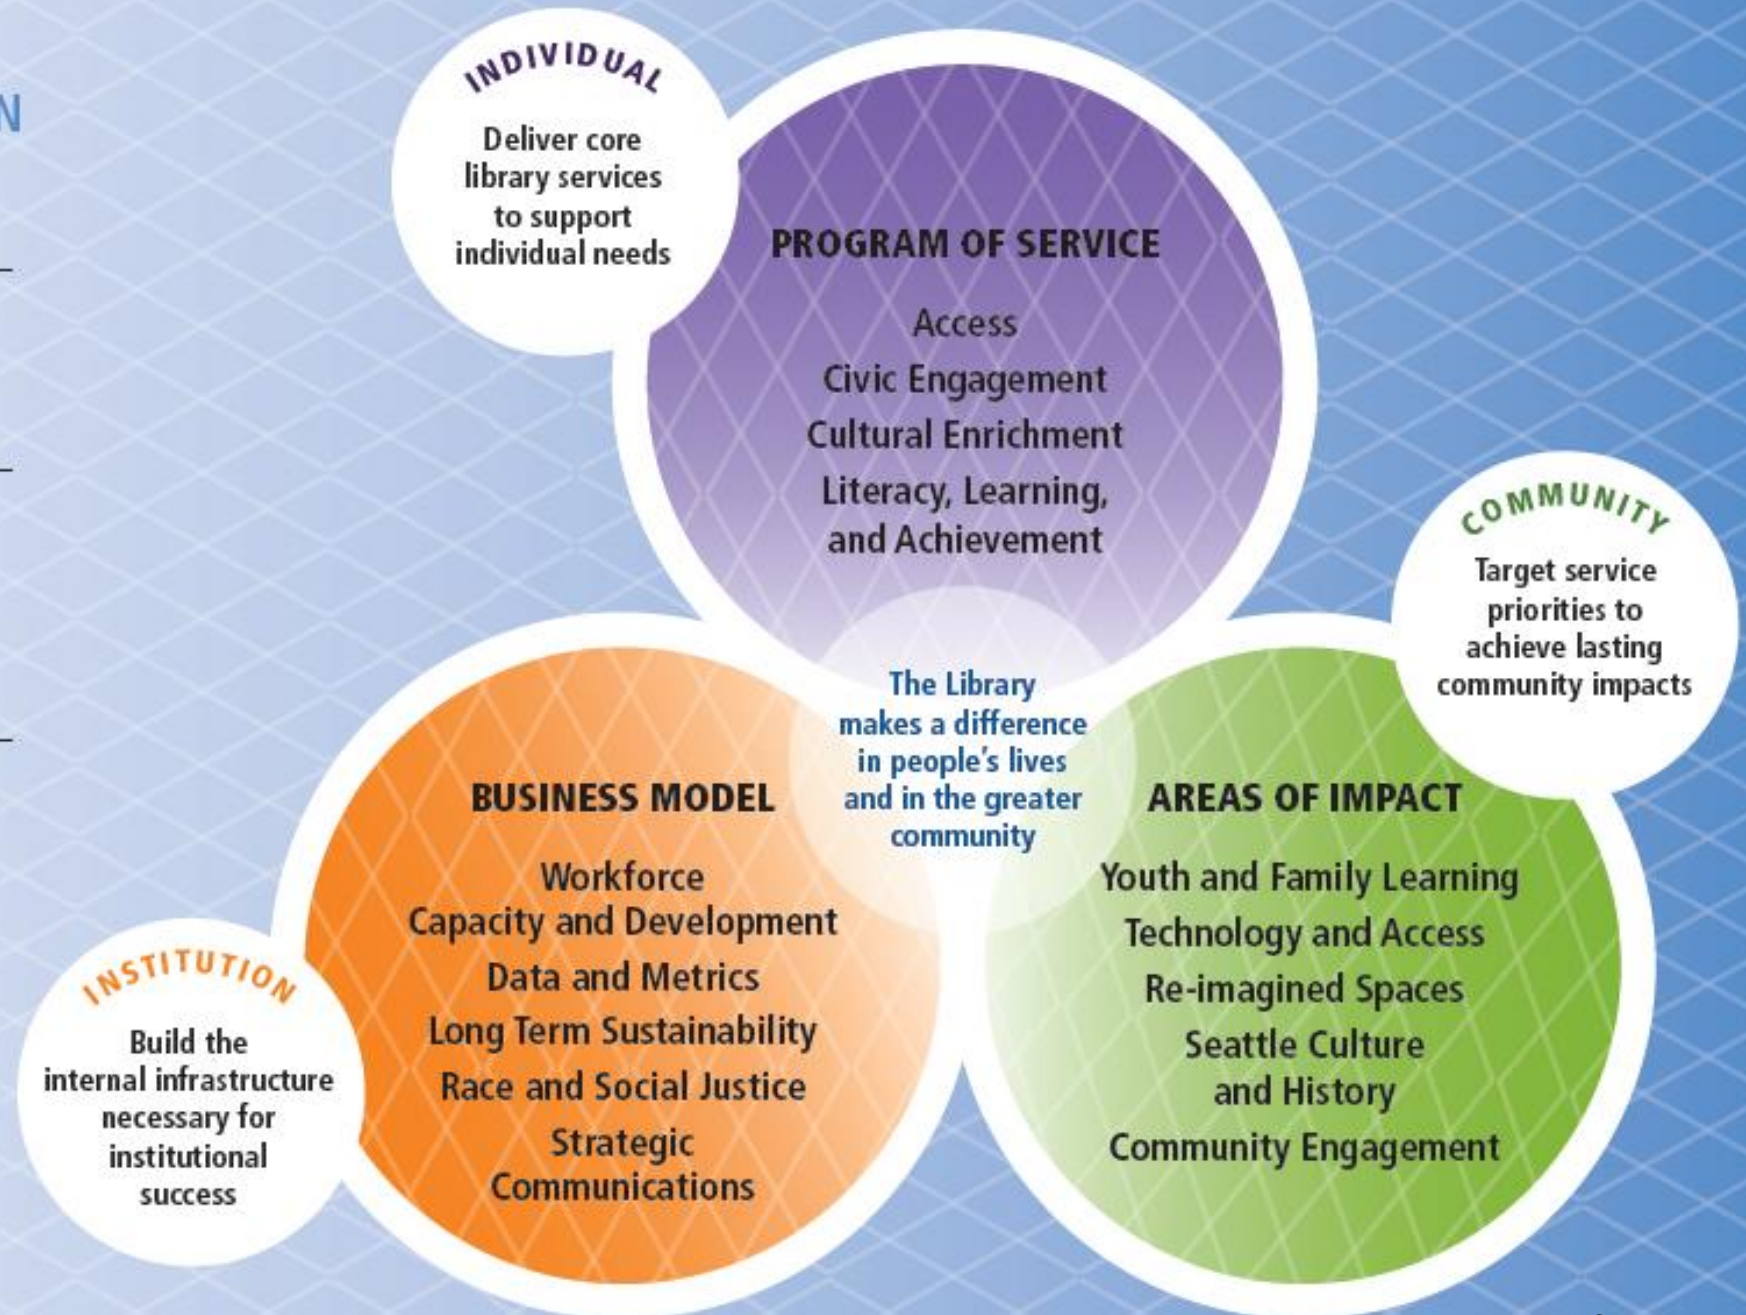 N
INDIVIDUAL
Deliver core
library services
to support
individual needs
PROGRAM OF SERVICE
Access
Civic Engagement
Cultural Enrichment
Literacy, Learning,
and Achievement
COMMUNITY
Target service
priorities to
achieve lasting
community impacts
The Library
makes a difference
in people's lives
and in the greater
community
BUSINESS MODEL
Workforce
Capacity and Development
Data and Metrics
Long Term Sustainability
Race and Social Justice
Strategic
Communications
AREAS OF IMPACT
Youth and Family Learning
Technology and Access
Re-imagined Spaces
Seattle Culture
and History
Community Engagement
INSTITUTION
Build the
internal infrastructure
necessary for
institutional
success